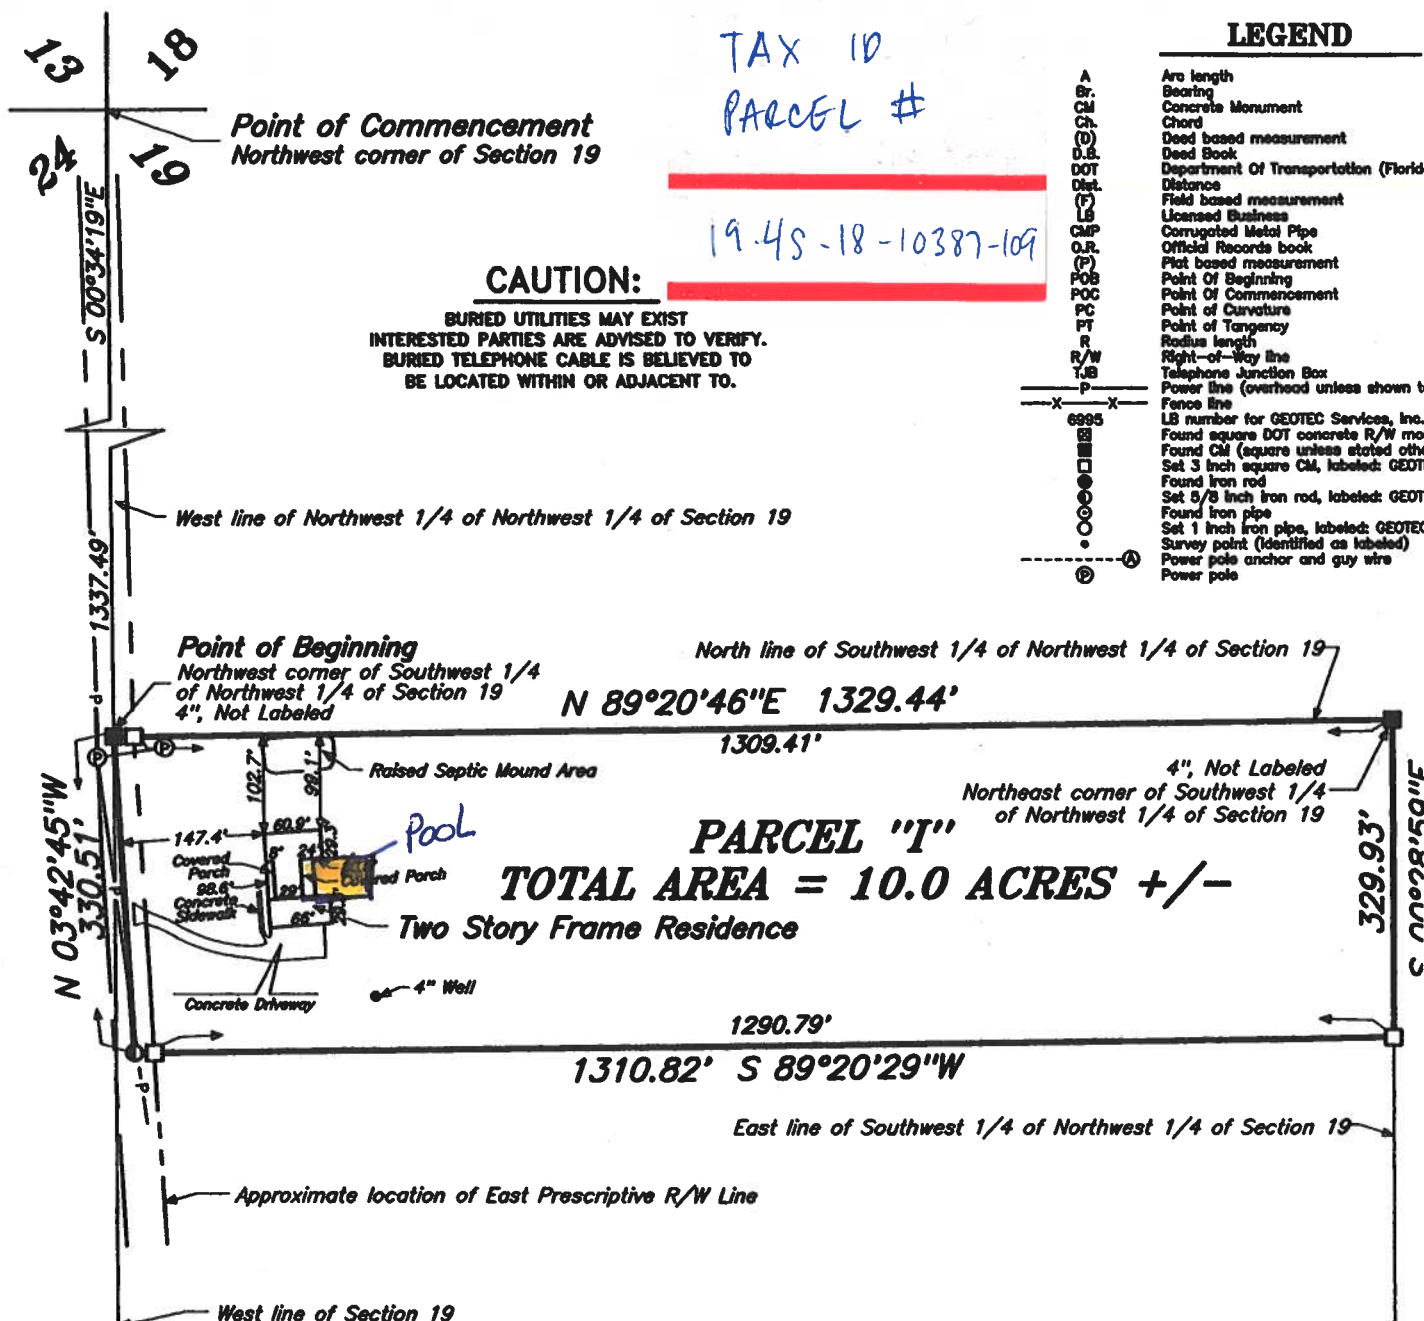 13
18
24
19
Point of Commencement
Northwest corner of Section 19
TAX ID
PARCEL #
19-4S-18-10387-109
LEGEND
A Arc length
Br. Bearing
CM Concrete Monument
Ch. Chord
(D) Deed based measurement
D.B. Deed Book
DOT Department Of Transportation (Florid
Dist. Distance
(F) Field based measurement
LB Licensed Business
CMP Corrugated Metal Pipe
O.R. Official Records book
(P) Plat based measurement
POB Point Of Beginning
POC Point Of Commencement
PC Point of Curvature
PT Point of Tangency
R Radius length
R/W Right-of-Way line
TJB Telephone Junction Box
P Power line (overhead unless shown t
X X Fence line
6995 LB number for GEOTEC Services, Inc.
Found square DOT concrete R/W mo
Found CM (square unless stated othe
Set 3 inch square CM, labeled: GEOT
Found iron rod
Set 5/8 inch iron rod, labeled: GEOT
Found iron pipe
Set 1 inch iron pipe, labeled: GEOTEC
Survey point (identified as labeled)
A Power pole anchor and guy wire
P Power pole
S 00°34'19"E
CAUTION:
BURIED UTILITIES MAY EXIST
INTERESTED PARTIES ARE ADVISED TO VERIFY.
BURIED TELEPHONE CABLE IS BELIEVED TO
BE LOCATED WITHIN OR ADJACENT TO.
West line of Northwest 1/4 of Northwest 1/4 of Section 19
1337.49'
Point of Beginning
Northwest corner of Southwest 1/4
of Northwest 1/4 of Section 19
4", Not Labeled
North line of Southwest 1/4 of Northwest 1/4 of Section 19
N 89°20'46"E 1329.44'
1309.41'
P
P
P
Raised Septic Mound Area
102.7'
99.1'
4", Not Labeled
Northeast corner of Southwest 1/4
of Northwest 1/4 of Section 19
N 03°42'45"W
330.51'
147.4'
60.9'
29.3'
POOL
Covered
Porch
98.6'
Concrete
Sidewalk
8'
24'
29'
66'
Covered Porch
PARCEL "I"
TOTAL AREA = 10.0 ACRES +/-
Two Story Frame Residence
329.93'
4" Well
Concrete Driveway
1290.79'
1310.82' S 89°20'29"W
P
East line of Southwest 1/4 of Northwest 1/4 of Section 19
Approximate location of East Prescriptive R/W Line
West line of Section 19